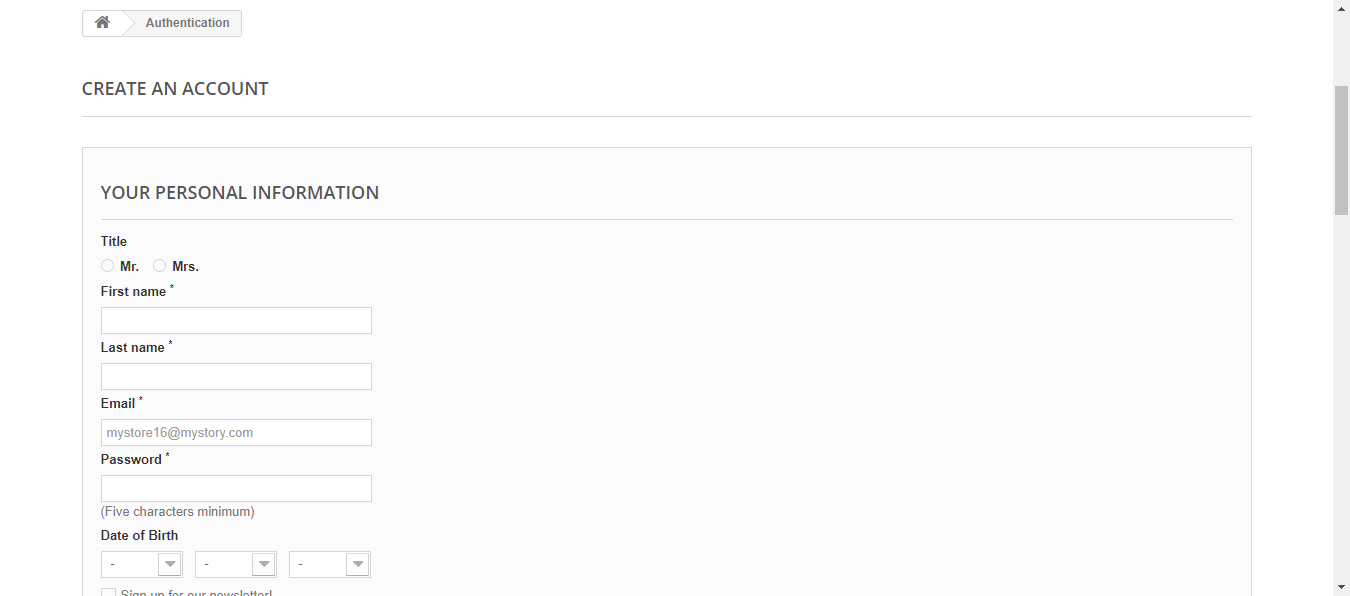 Authentication
CREATE AN ACCOUNT
YOUR PERSONAL INFORMATION
Title
Mr. Mrs.
First name *
Last name *
Email *
mystore16@mystory.com
Password *
(Five characters minimum)
Date of Birth
- - -
Sign up for our newsletter!